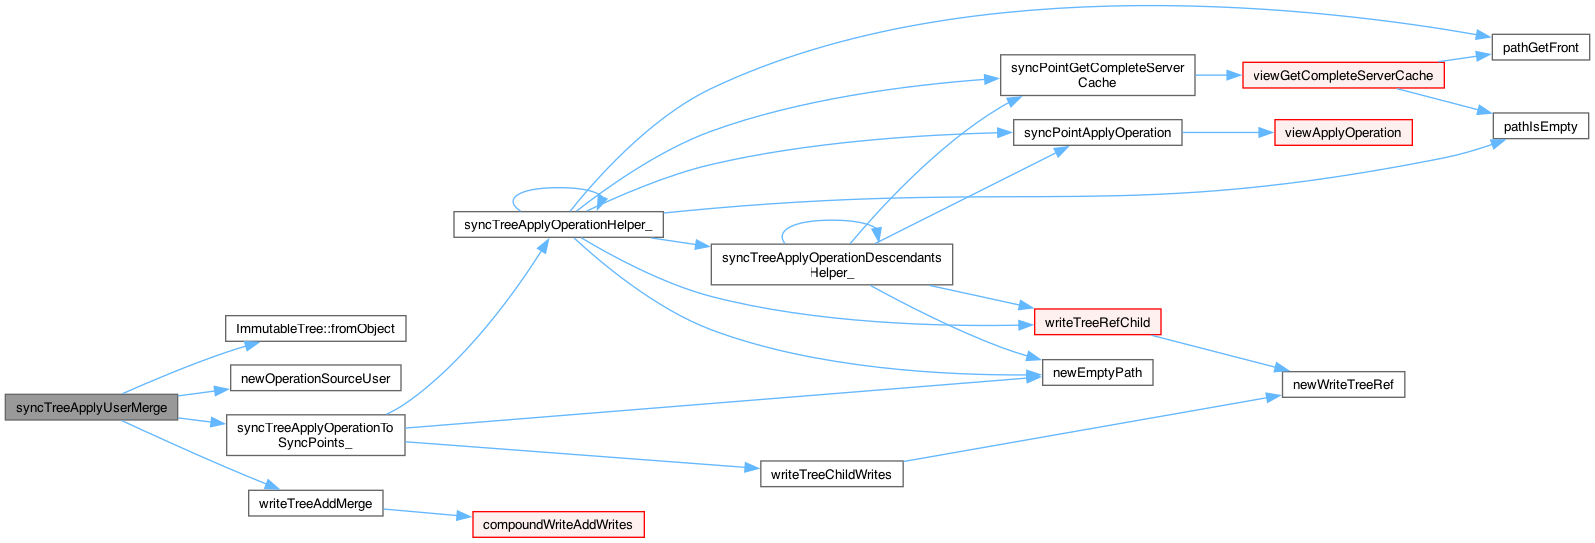 pathGetFront
syncPointGetCompleteServer
Cache
viewGetCompleteServerCache
pathIsEmpty
syncPointApplyOperation
viewApplyOperation
syncTreeApplyOperationHelper_
syncTreeApplyOperationDescendants
Helper_
ImmutableTree::fromObject
writeTreeRefChild
newOperationSourceUser
newEmptyPath
newWriteTreeRef
syncTreeApplyUserMerge
syncTreeApplyOperationTo
SyncPoints_
writeTreeChildWrites
writeTreeAddMerge
compoundWriteAddWrites